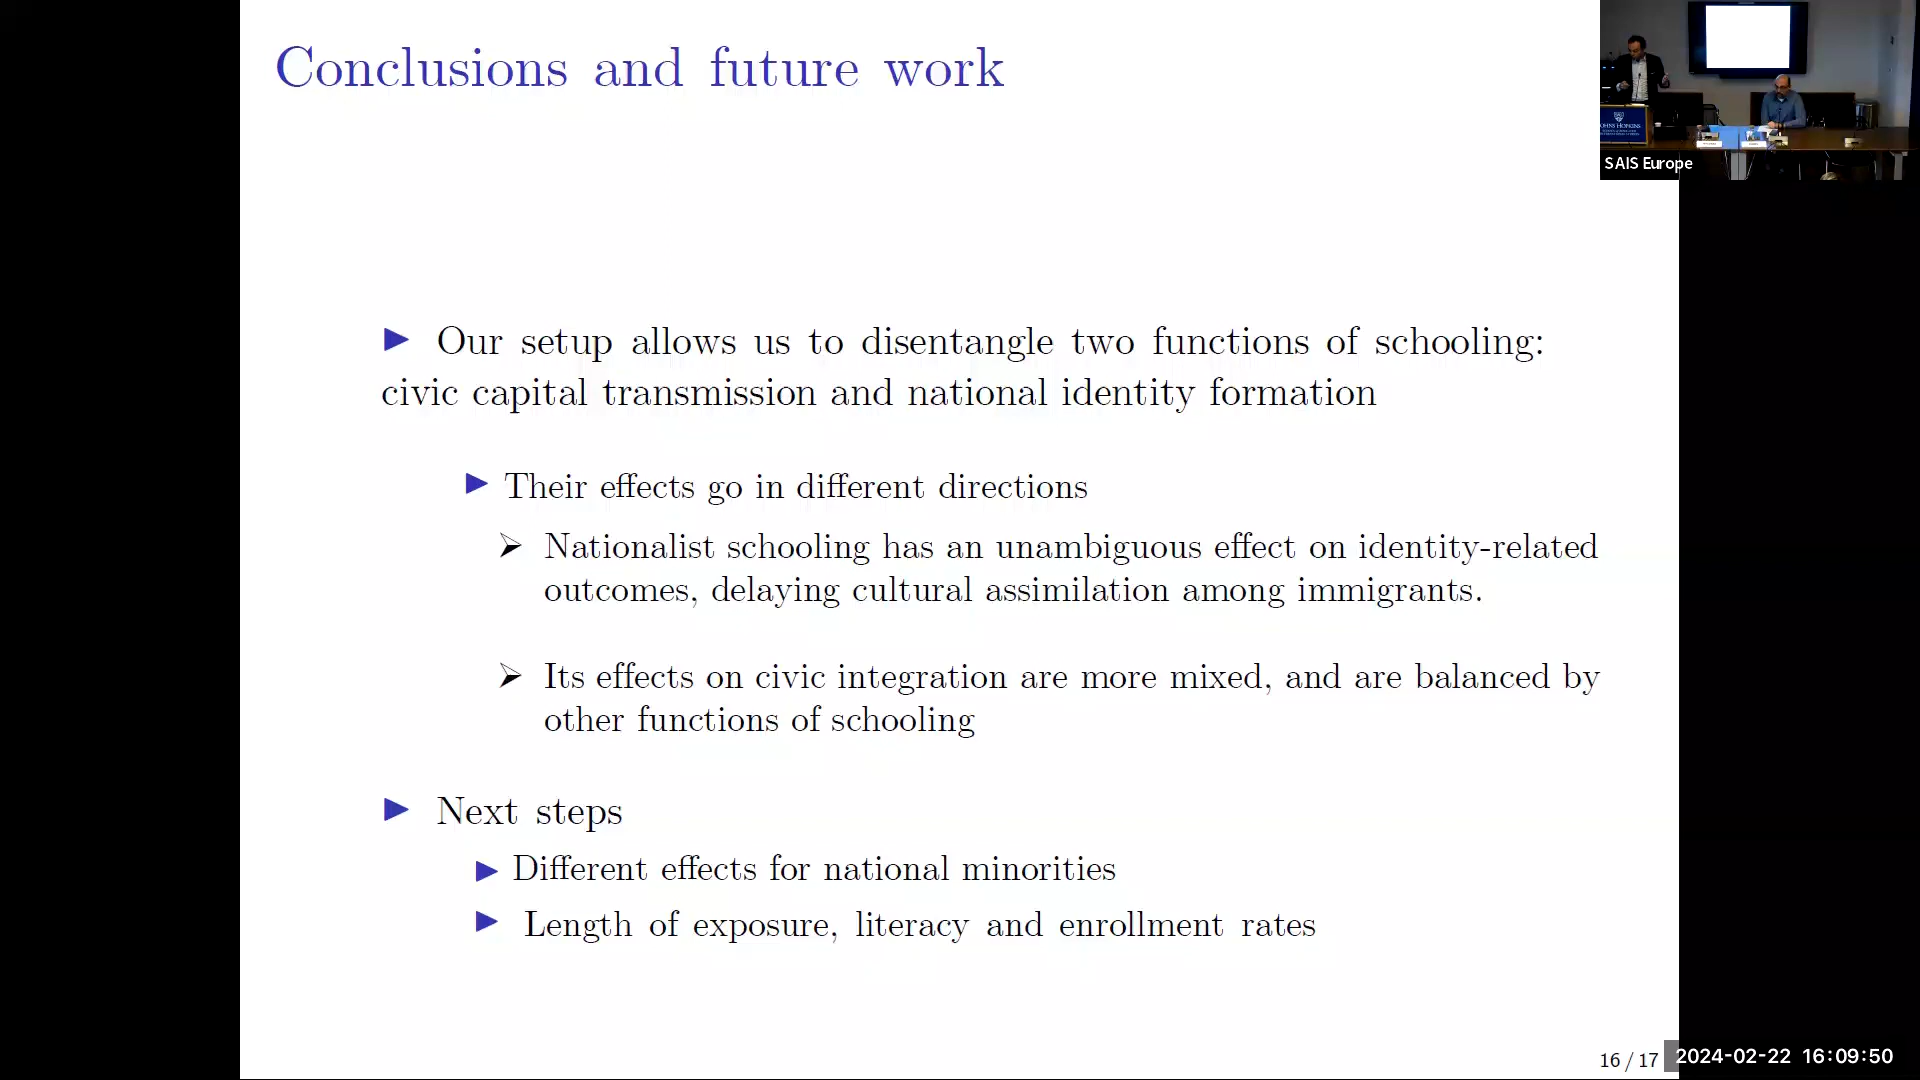 Conclusions and future work
Our setup allows us to disentangle two functions of schooling:
civic capital transmission and national identity formation
Their effects go in different directions
Nationalist schooling has an unambiguous effect on identity-related
outcomes, delaying cultural assimilation among immigrants.
Its effects on civic integration are more mixed, and are balanced by
other functions of schooling
Next steps
Different effects for national minorities
Length of exposure, literacy and enrollment rates
16 / 17
JOHNS HOPKINS
SAIS Europe
2024-02-22 16:09:50